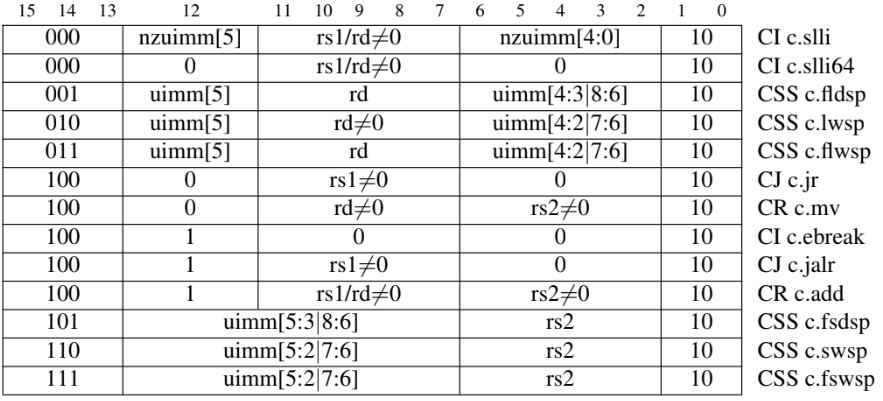 15 14 13 12 11 10 9 8 7 6 5 4 3 2 1 0
000 nzuimm[5] rs1/rd≠0 nzuimm[4:0] 10 CI c.slli
000 0 rs1/rd≠0 0 10 CI c.slli64
001 uimm[5] rd uimm[4:3|8:6] 10 CSS c.fldsp
010 uimm[5] rd≠0 uimm[4:2|7:6] 10 CSS c.lwsp
011 uimm[5] rd uimm[4:2|7:6] 10 CSS c.flwsp
100 0 rs1≠0 0 10 CJ c.jr
100 0 rd≠0 rs2≠0 10 CR c.mv
100 1 0 0 10 CI c.ebreak
100 1 rs1≠0 0 10 CJ c.jalr
100 1 rs1/rd≠0 rs2≠0 10 CR c.add
101 uimm[5:3|8:6] rs2 10 CSS c.fsdsp
110 uimm[5:2|7:6] rs2 10 CSS c.swsp
111 uimm[5:2|7:6] rs2 10 CSS c.fswsp